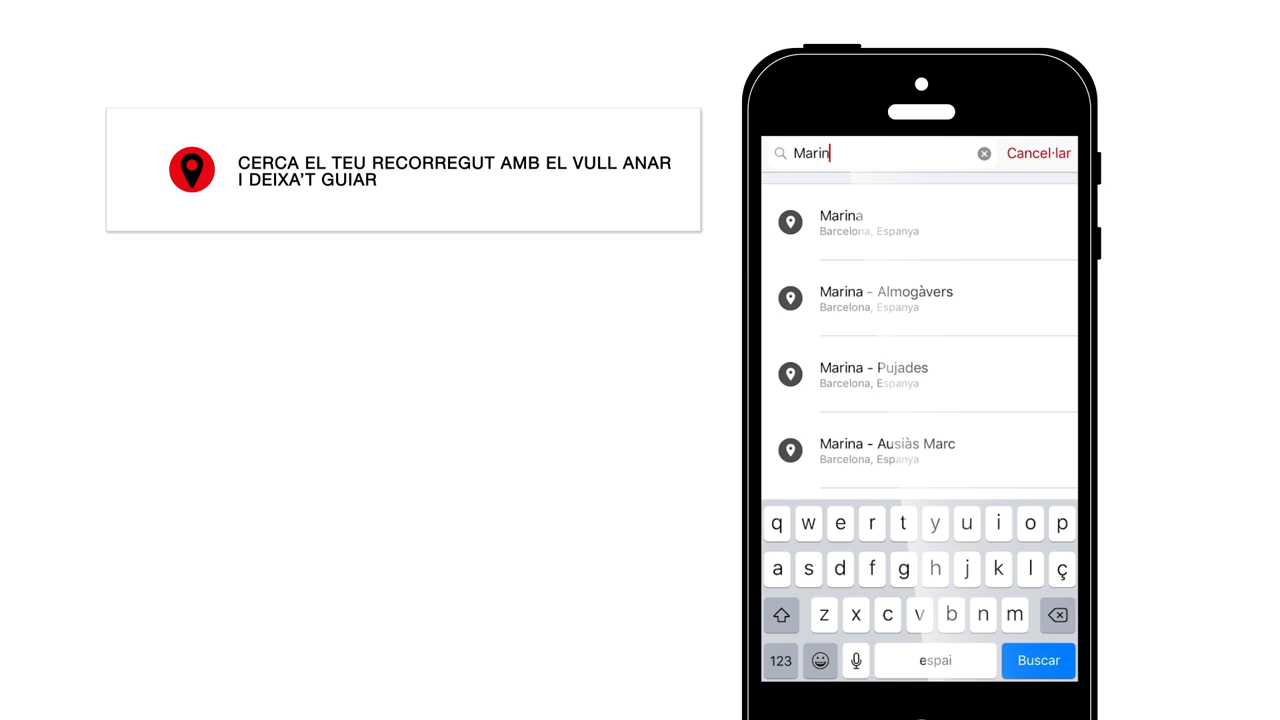 CERCA EL TEU RECORREGUT AMB EL VULL ANAR
I DEIXA'T GUIAR
Marin
Cancel·lar
Marina
Barcelona, Espanya
Marina - Almogàvers
Barcelona, Espanya
Marina - Pujades
Barcelona, Espanya
Marina - Ausiàs Marc
Barcelona, Espanya
q w e r t y u i o p
a s d f g h j k l ç
z x c v b n m
123 espai Buscar